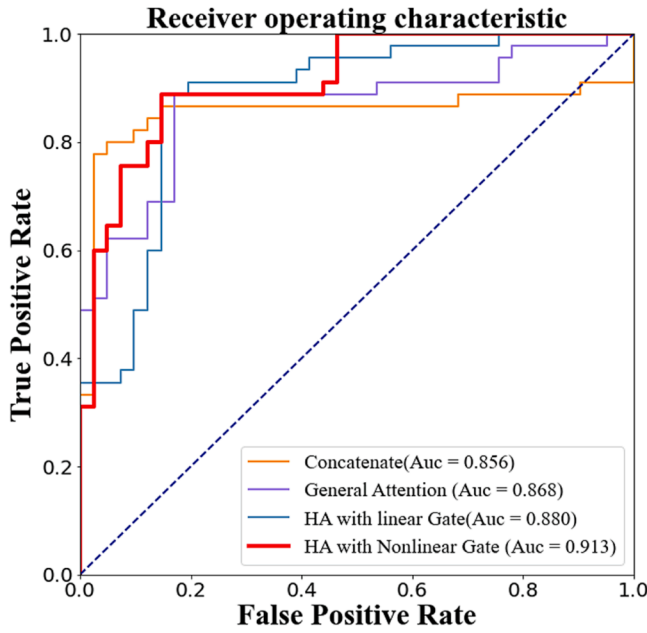 Receiver operating characteristic
True Positive Rate
1.0
0.8
0.6
0.4
0.2
0.0
Concatenate(Auc = 0.856)
General Attention (Auc = 0.868)
HA with linear Gate(Auc = 0.880)
HA with Nonlinear Gate (Auc = 0.913)
0.0 0.2 0.4 0.6 0.8 1.0
False Positive Rate